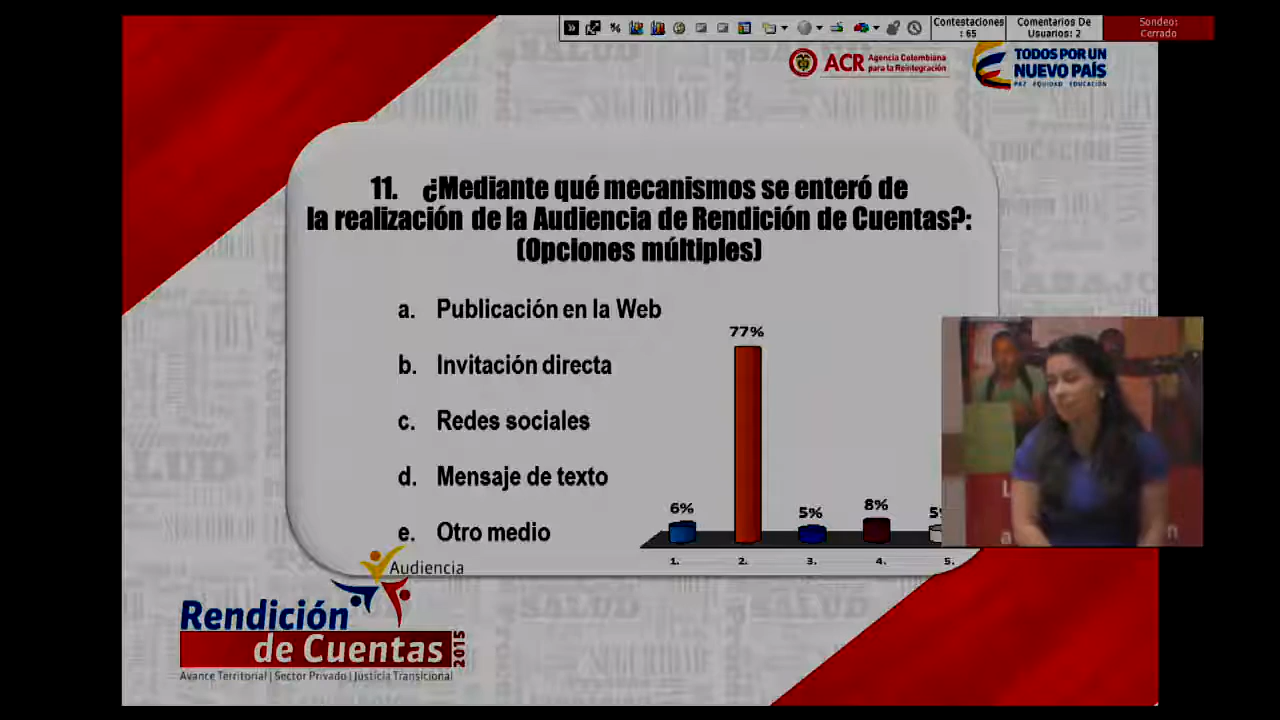 Contestaciones
: 65
Comentarios De
Usuarios: 2
Sondeo:
Cerrado
ACR Agencia Colombiana
para la Reintegración
TODOS POR UN
NUEVO PAÍS
PAZ EQUIDAD EDUCACIÓN
11. ¿Mediante qué mecanismos se enteró de
la realización de la Audiencia de Rendición de Cuentas?:
(Opciones múltiples)
a. Publicación en la Web
b. Invitación directa
c. Redes sociales
d. Mensaje de texto
e. Otro medio
77%
6%
5%
8%
1. 2. 3. 4. 5.
Audiencia
Rendición
de Cuentas 2015
Avance Territorial | Sector Privado | Justicia Transicional